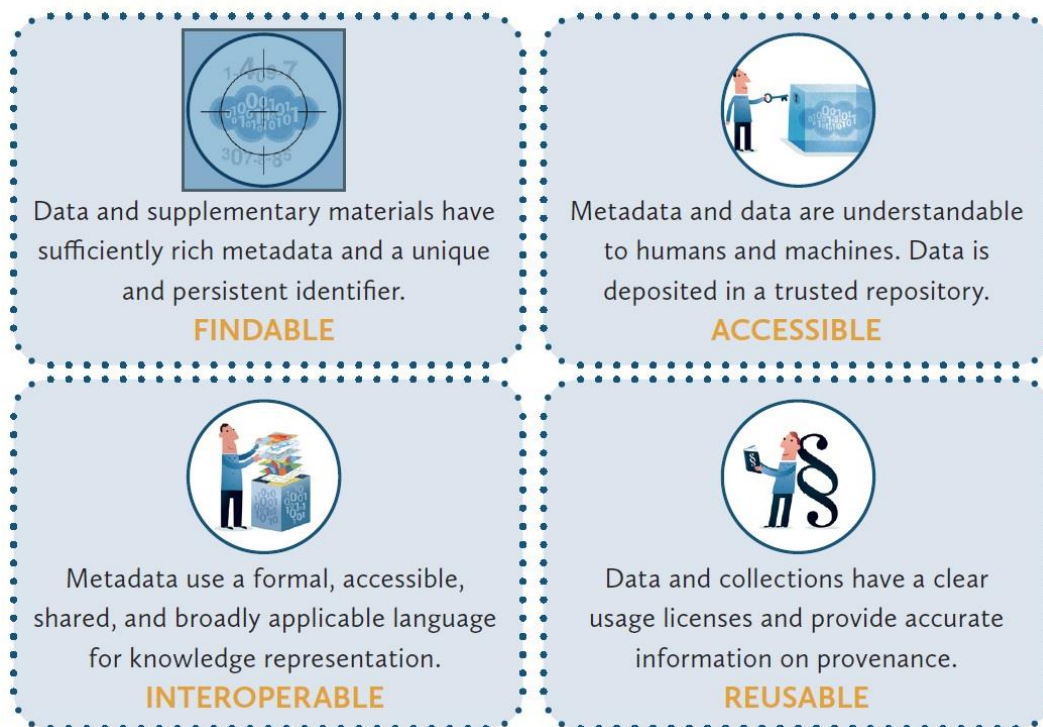 Data and supplementary materials have
sufficiently rich metadata and a unique
and persistent identifier.
FINDABLE
Metadata and data are understandable
to humans and machines. Data is
deposited in a trusted repository.
ACCESSIBLE
Metadata use a formal, accessible,
shared, and broadly applicable language
for knowledge representation.
INTEROPERABLE
Data and collections have a clear
usage licenses and provide accurate
information on provenance.
REUSABLE